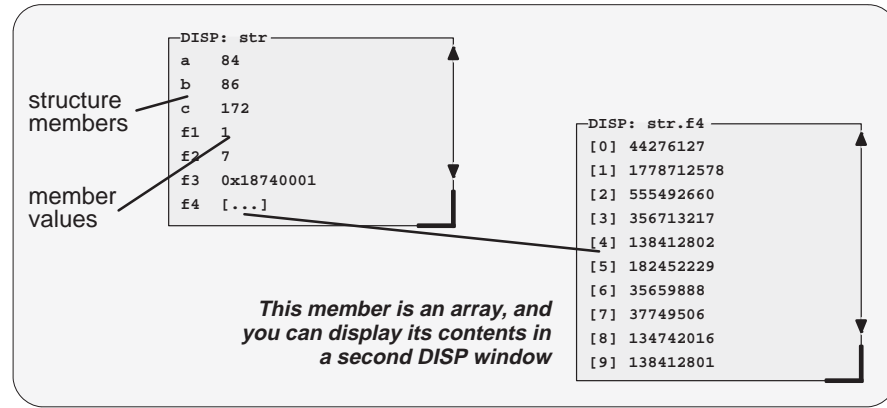 DISP: str
a 84
b 86
c 172
f1 1
f2 7
f3 0x18740001
f4 [...]
structure
members
member
values
DISP: str.f4
[0] 44276127
[1] 1778712578
[2] 555492660
[3] 356713217
[4] 138412802
[5] 182452229
[6] 35659888
[7] 37749506
[8] 134742016
[9] 138412801
This member is an array, and
you can display its contents in
a second DISP window